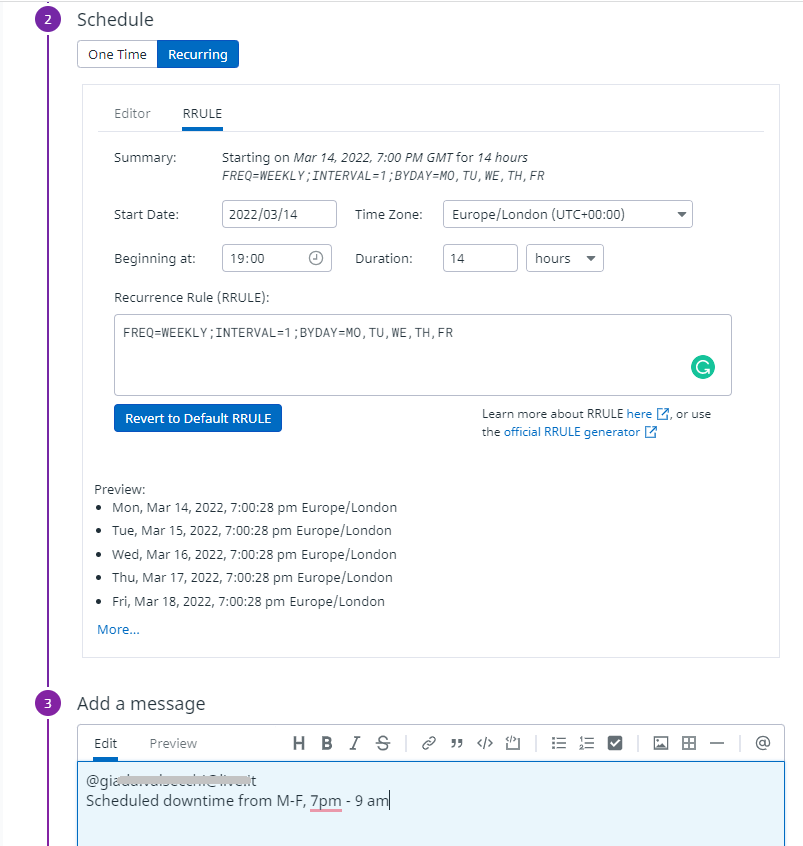 2 Schedule
One Time Recurring
Editor RRULE
Summary: Starting on Mar 14, 2022, 7:00 PM GMT for 14 hours
FREQ=WEEKLY;INTERVAL=1;BYDAY=MO,TU,WE,TH,FR
Start Date: 2022/03/14 Time Zone: Europe/London (UTC+00:00)
Beginning at: 19:00 Duration: 14 hours
Recurrence Rule (RRULE):
FREQ=WEEKLY;INTERVAL=1;BYDAY=MO,TU,WE,TH,FR
Revert to Default RRULE Learn more about RRULE here, or use
the official RRULE generator
Preview:
Mon, Mar 14, 2022, 7:00:28 pm Europe/London
Tue, Mar 15, 2022, 7:00:28 pm Europe/London
Wed, Mar 16, 2022, 7:00:28 pm Europe/London
Thu, Mar 17, 2022, 7:00:28 pm Europe/London
Fri, Mar 18, 2022, 7:00:28 pm Europe/London
More...
3 Add a message
Edit Preview H B I S @
Scheduled downtime from M-F, 7pm - 9 am